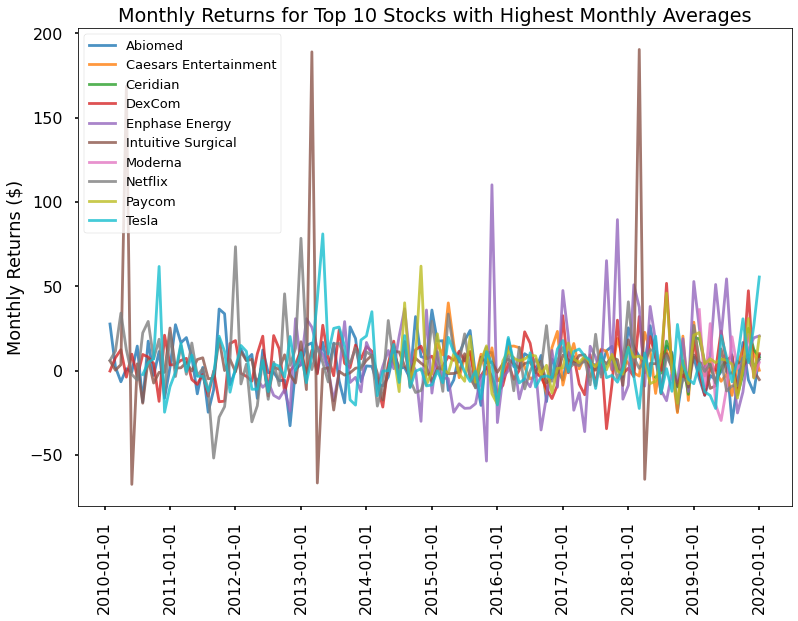 Monthly Returns for Top 10 Stocks with Highest Monthly Averages
Monthly Returns ($)
200
150
100
50
0
−50
Abiomed
Caesars Entertainment
Ceridian
DexCom
Enphase Energy
Intuitive Surgical
Moderna
Netflix
Paycom
Tesla
2010-01-01
2011-01-01
2012-01-01
2013-01-01
2014-01-01
2015-01-01
2016-01-01
2017-01-01
2018-01-01
2019-01-01
2020-01-01